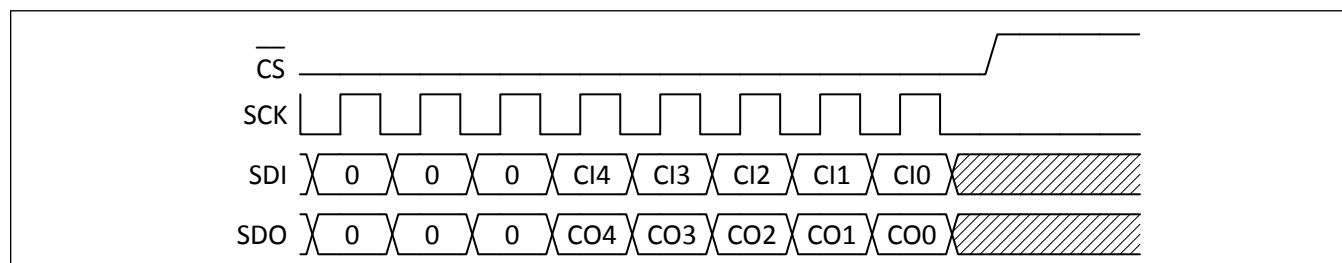 C̅S̅
SCK
SDI 0 0 0 CI4 CI3 CI2 CI1 CI0
SDO 0 0 0 CO4 CO3 CO2 CO1 CO0